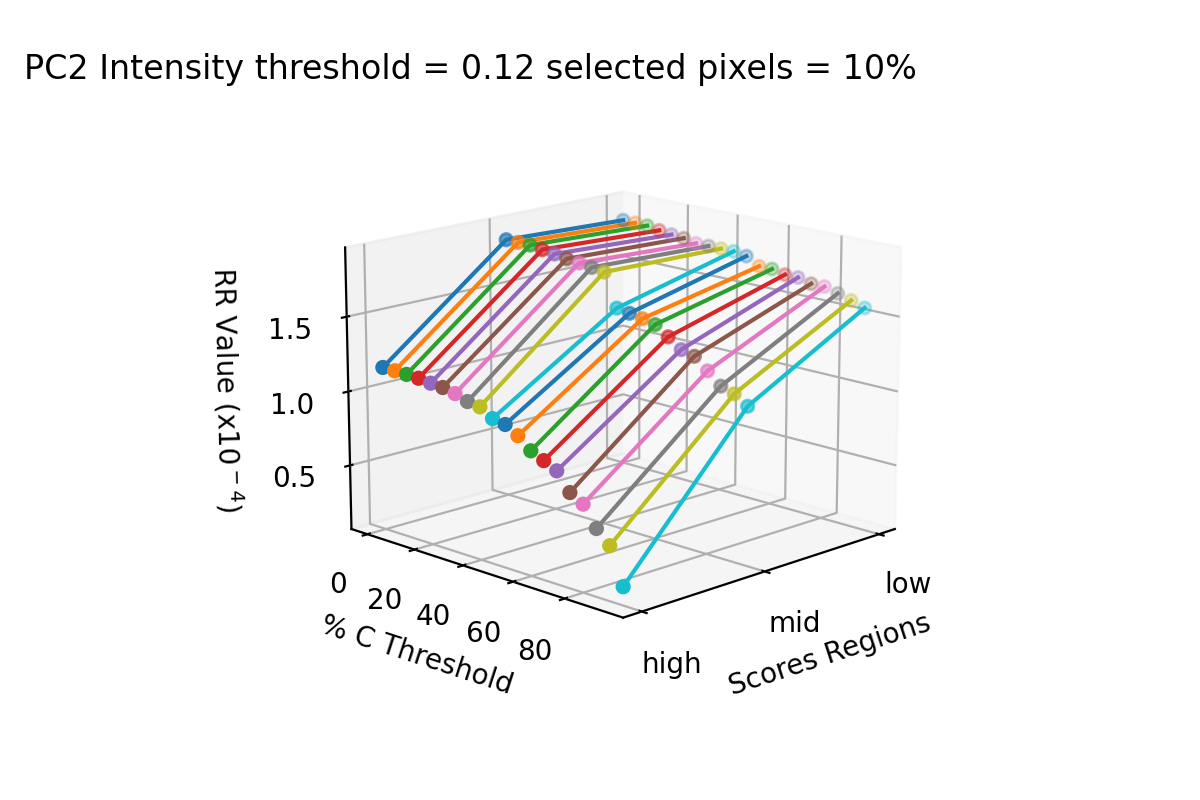 PC2 Intensity threshold = 0.12 selected pixels = 10%
RR Value (x10⁻⁴)
1.5
1.0
0.5
0
20
40
60
80
% C Threshold
high
mid
low
Scores Regions